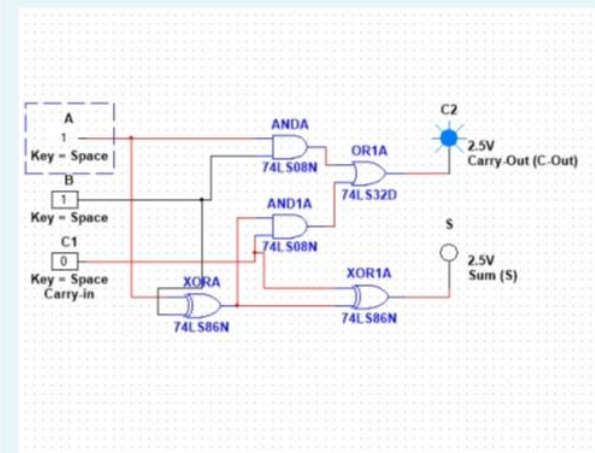 A
1
Key = Space
B
1
Key = Space
C1
0
Key = Space
Carry-in
ANDA
74LS08N
OR1A
74LS32D
AND1A
74LS08N
XORA
74LS86N
XOR1A
74LS86N
C2
2.5V
Carry-Out (C-Out)
S
2.5V
Sum (S)